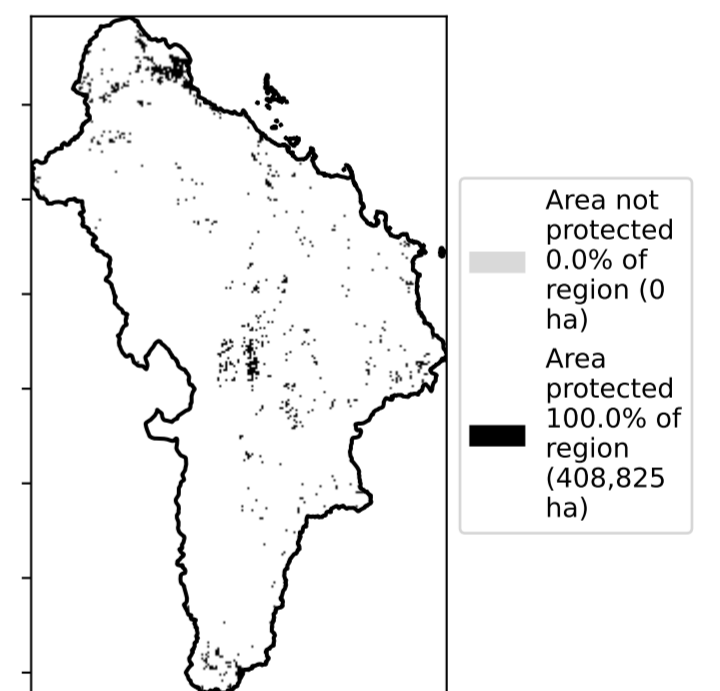 Area not
protected
0.0% of
region (0
ha)
Area
protected
100.0% of
region
(408,825
ha)